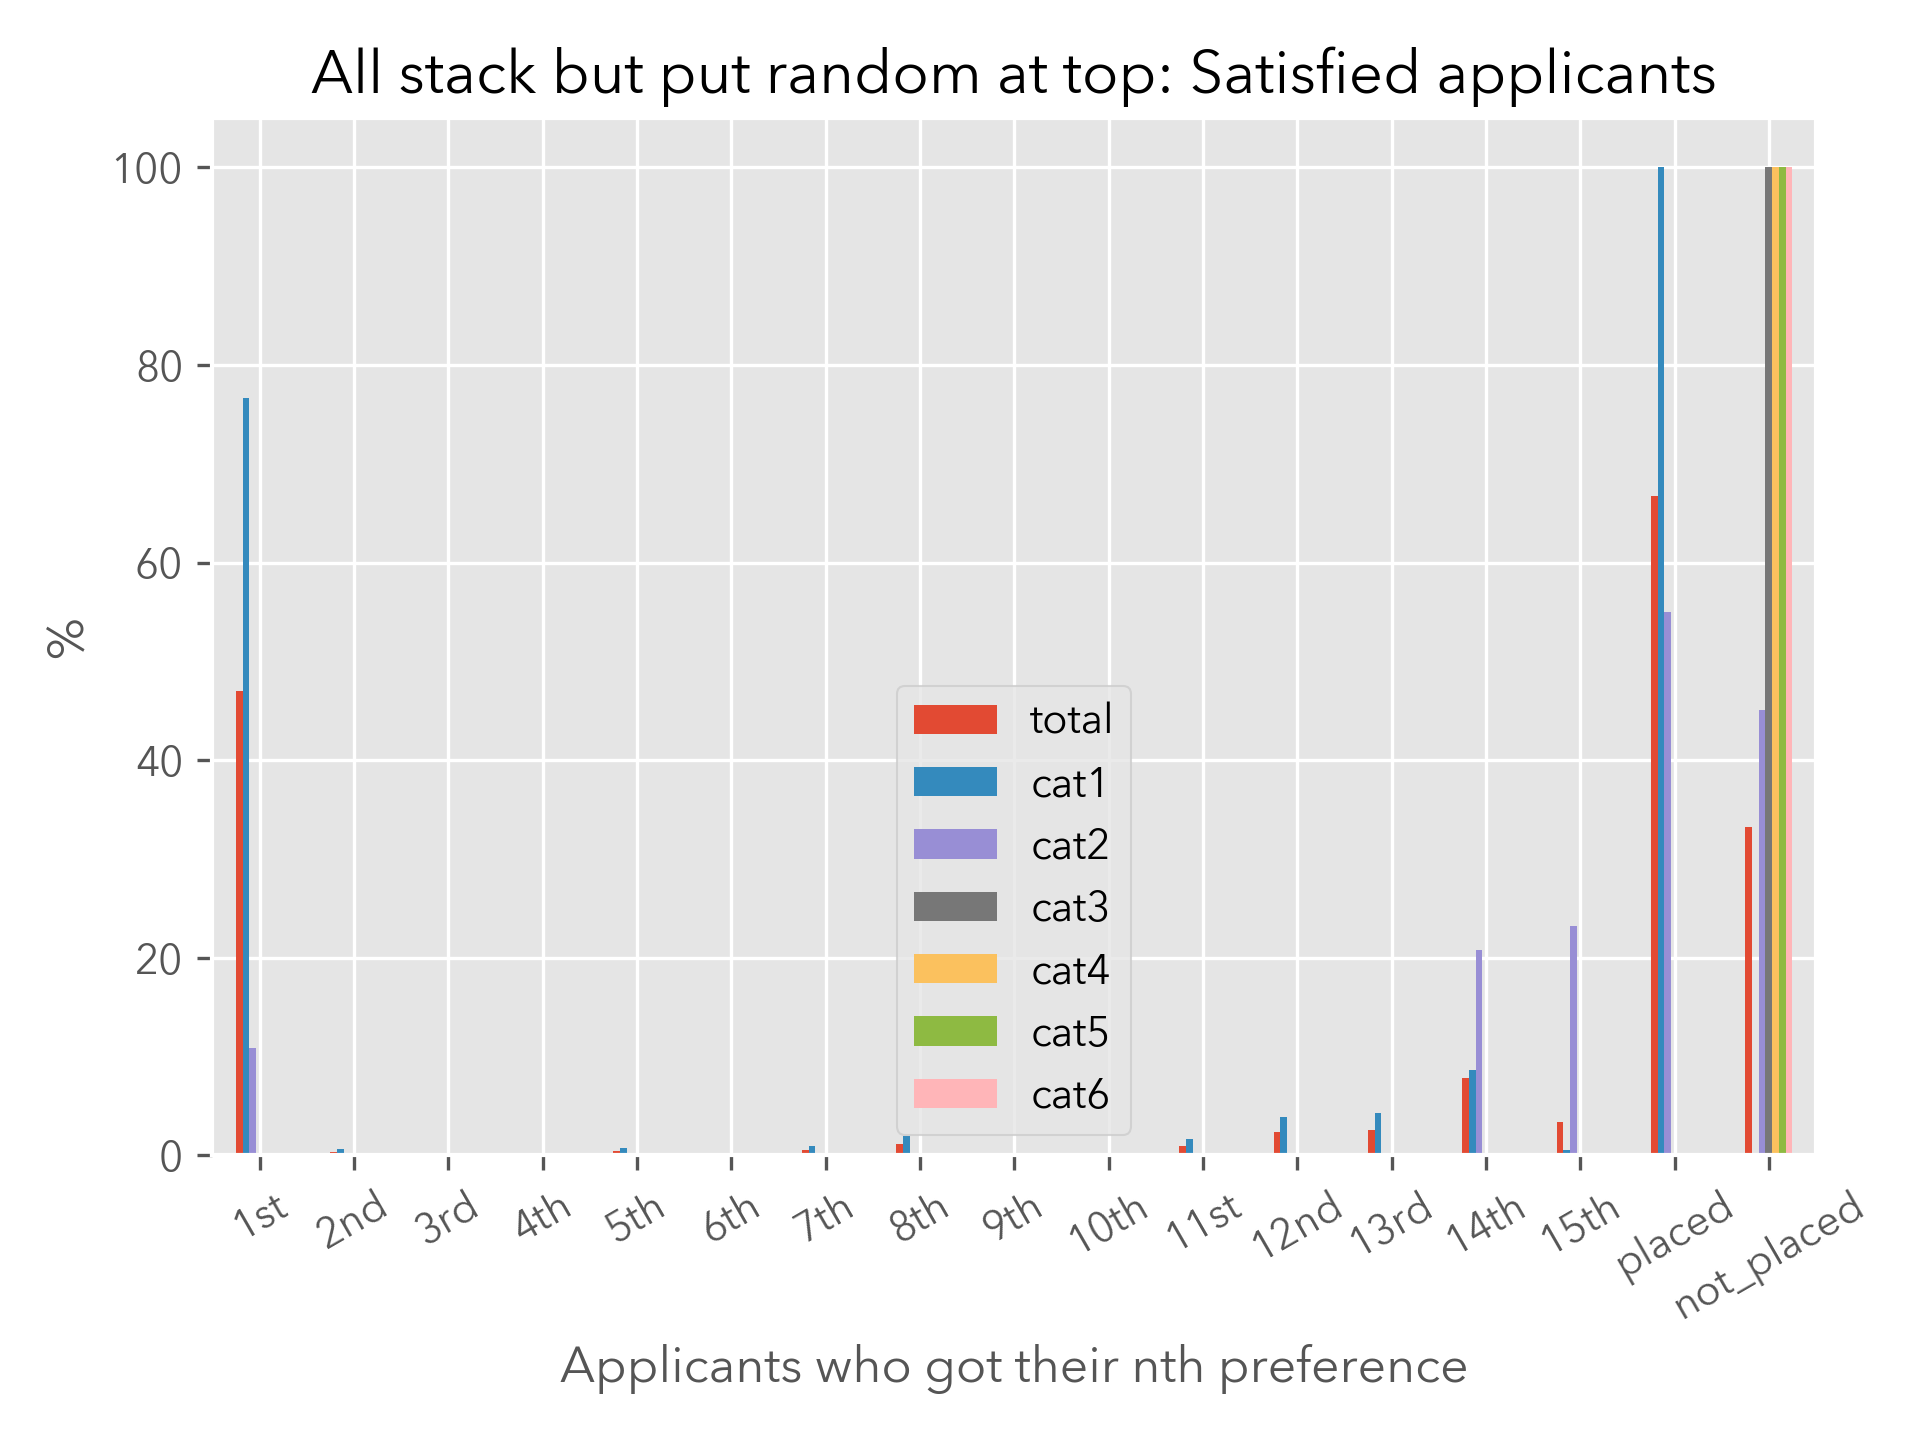 All stack but put random at top: Satisfied applicants
100
80
60
40
20
0
%
total
cat1
cat2
cat3
cat4
cat5
cat6
1st 2nd 3rd 4th 5th 6th 7th 8th 9th 10th 11st 12nd 13rd 14th 15th placed not_placed
Applicants who got their nth preference